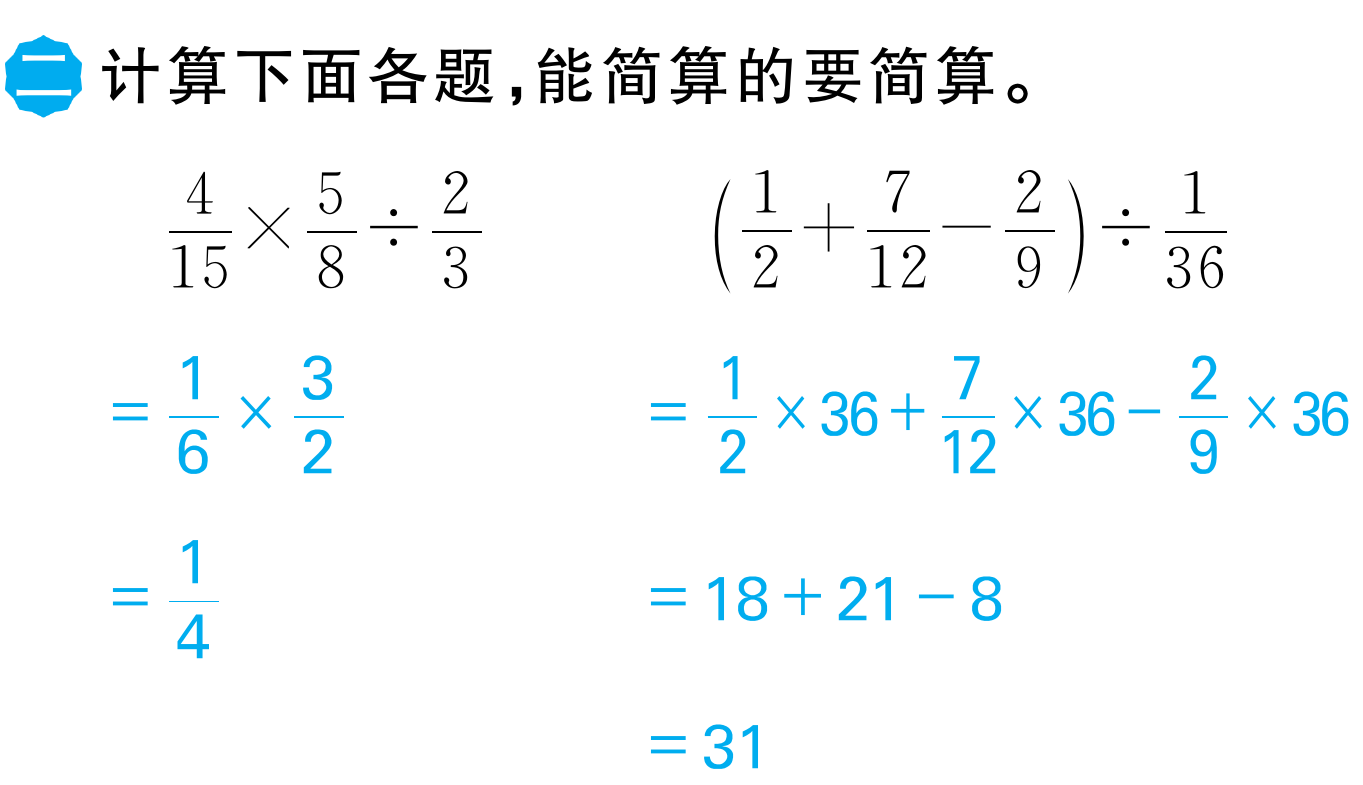 二 计算下面各题,能简算的要简算。
4/15 × 5/8 ÷ 2/3
= 1/6 × 3/2
= 1/4
(1/2 + 7/12 − 2/9) ÷ 1/36
= 1/2 × 36 + 7/12 × 36 − 2/9 × 36
= 18 + 21 − 8
= 31